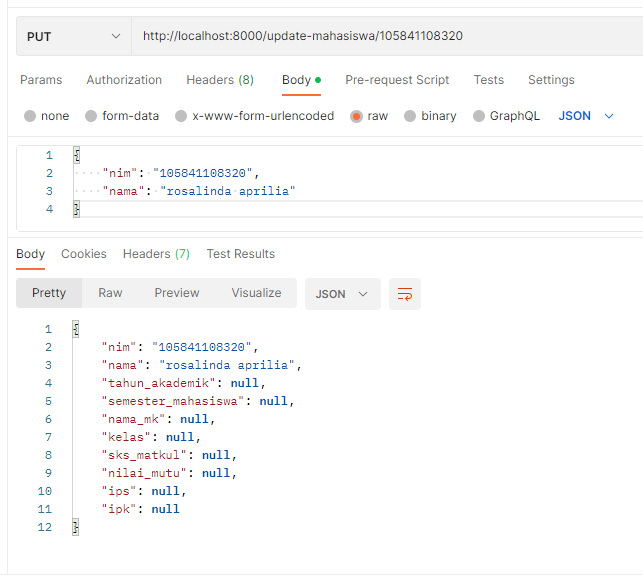 PUT http://localhost:8000/update-mahasiswa/105841108320
Params Authorization Headers (8) Body Pre-request Script Tests Settings
none form-data x-www-form-urlencoded raw binary GraphQL JSON
1 {
2 "nim": "105841108320",
3 "nama": "rosalinda aprilia"
4 }
Body Cookies Headers (7) Test Results
Pretty Raw Preview Visualize JSON
1 {
2 "nim": "105841108320",
3 "nama": "rosalinda aprilia",
4 "tahun_akademik": null,
5 "semester_mahasiswa": null,
6 "nama_mk": null,
7 "kelas": null,
8 "sks_matkul": null,
9 "nilai_mutu": null,
10 "ips": null,
11 "ipk": null
12 }